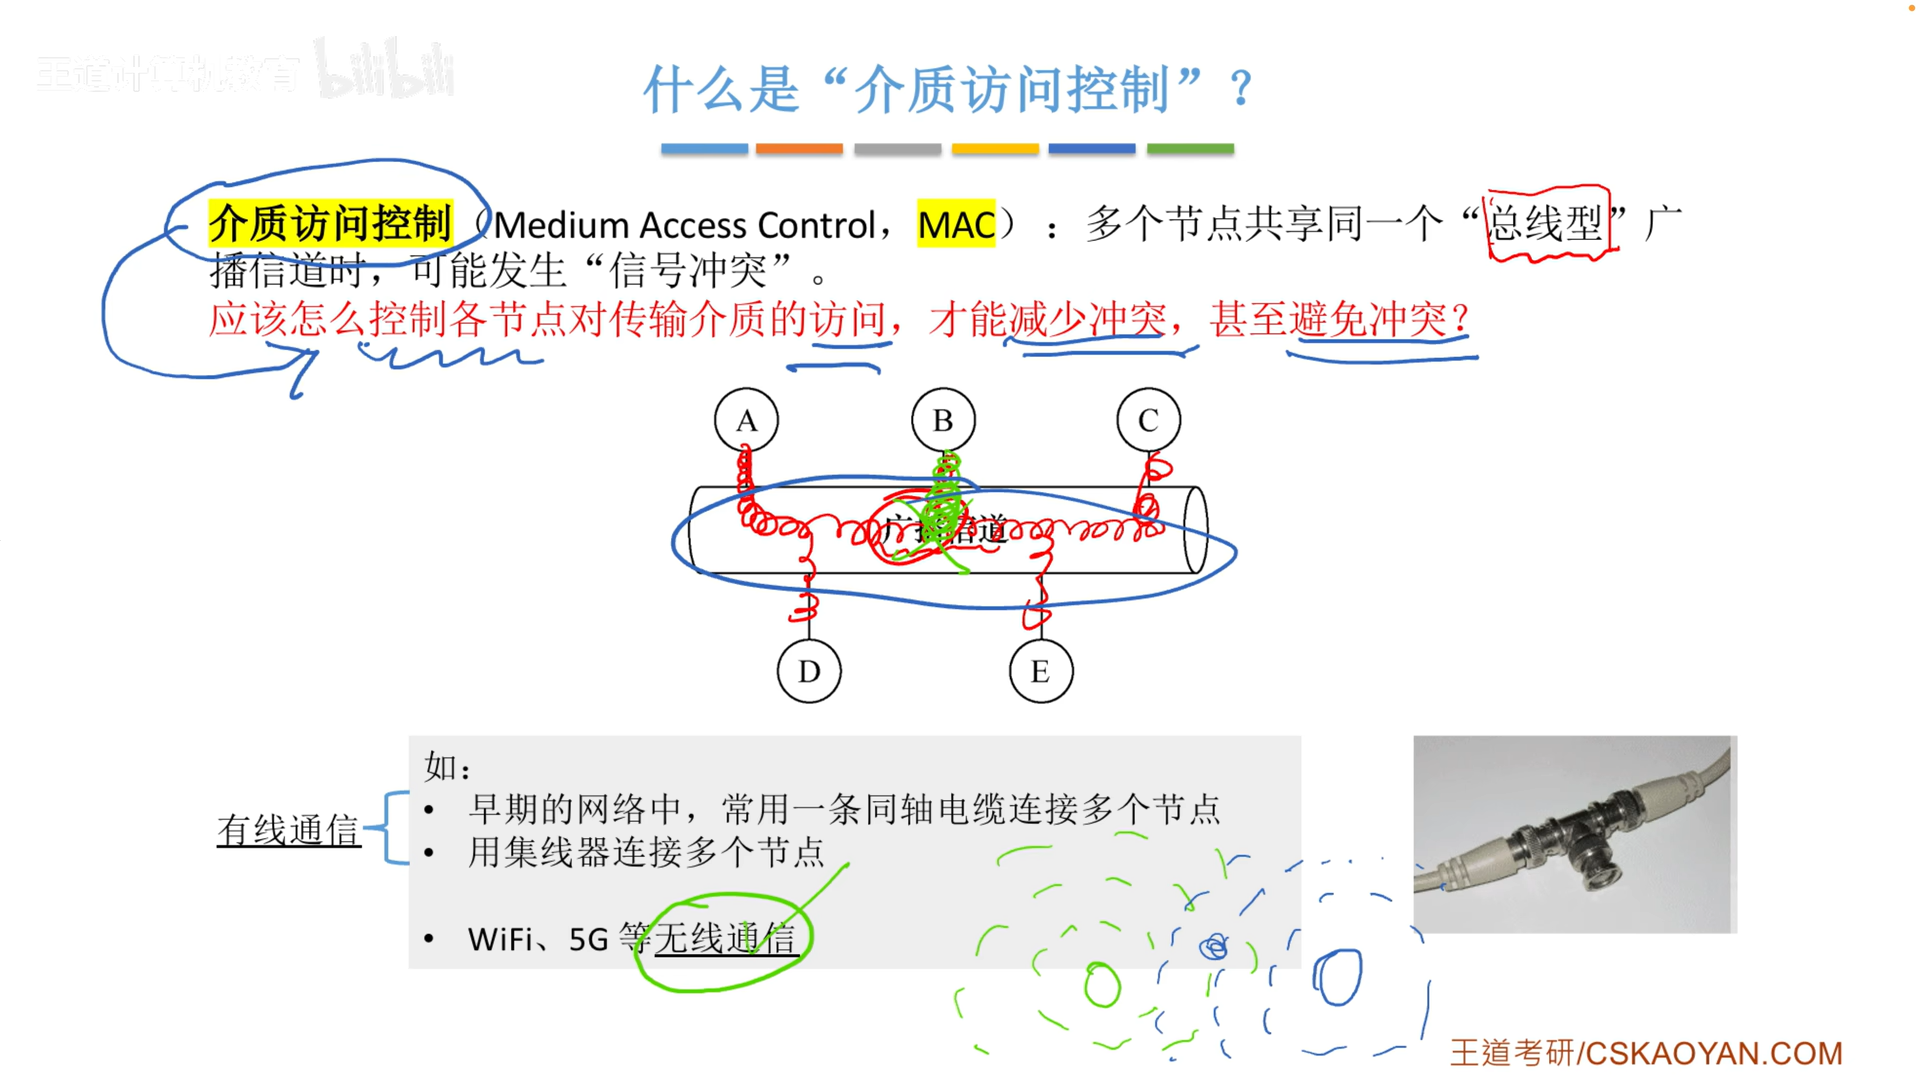 王道计算机教育 bilibili
什么是“介质访问控制”？
介质访问控制（Medium Access Control，MAC）：多个节点共享同一个“总线型”广
播信道时，可能发生“信号冲突”。
应该怎么控制各节点对传输介质的访问，才能减少冲突，甚至避免冲突？
A
B
C
广播信道
D
E
如：
有线通信
• 早期的网络中，常用一条同轴电缆连接多个节点
• 用集线器连接多个节点
• WiFi、5G 等无线通信
王道考研/CSKAOYAN.COM